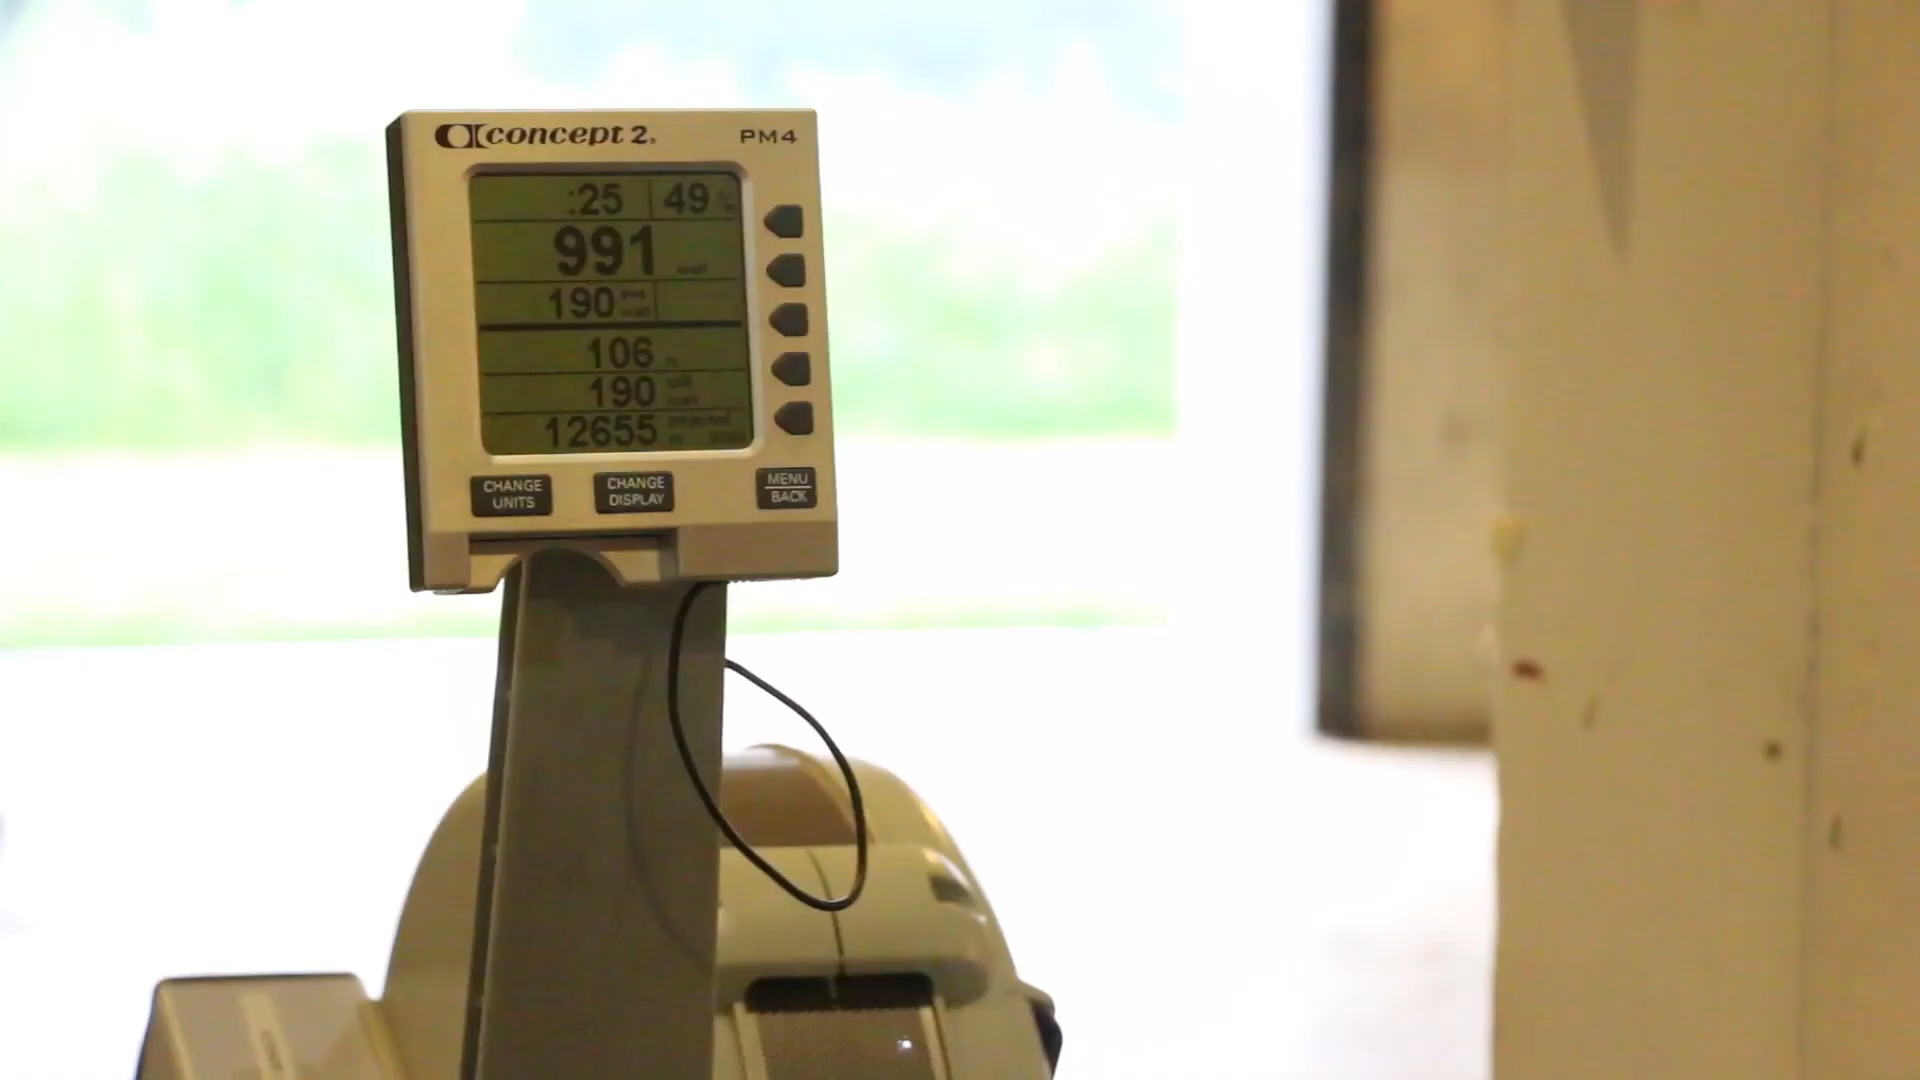 concept 2.
PM4
:25 49
991
190
106
190
12655
CHANGE UNITS
CHANGE DISPLAY
MENU BACK